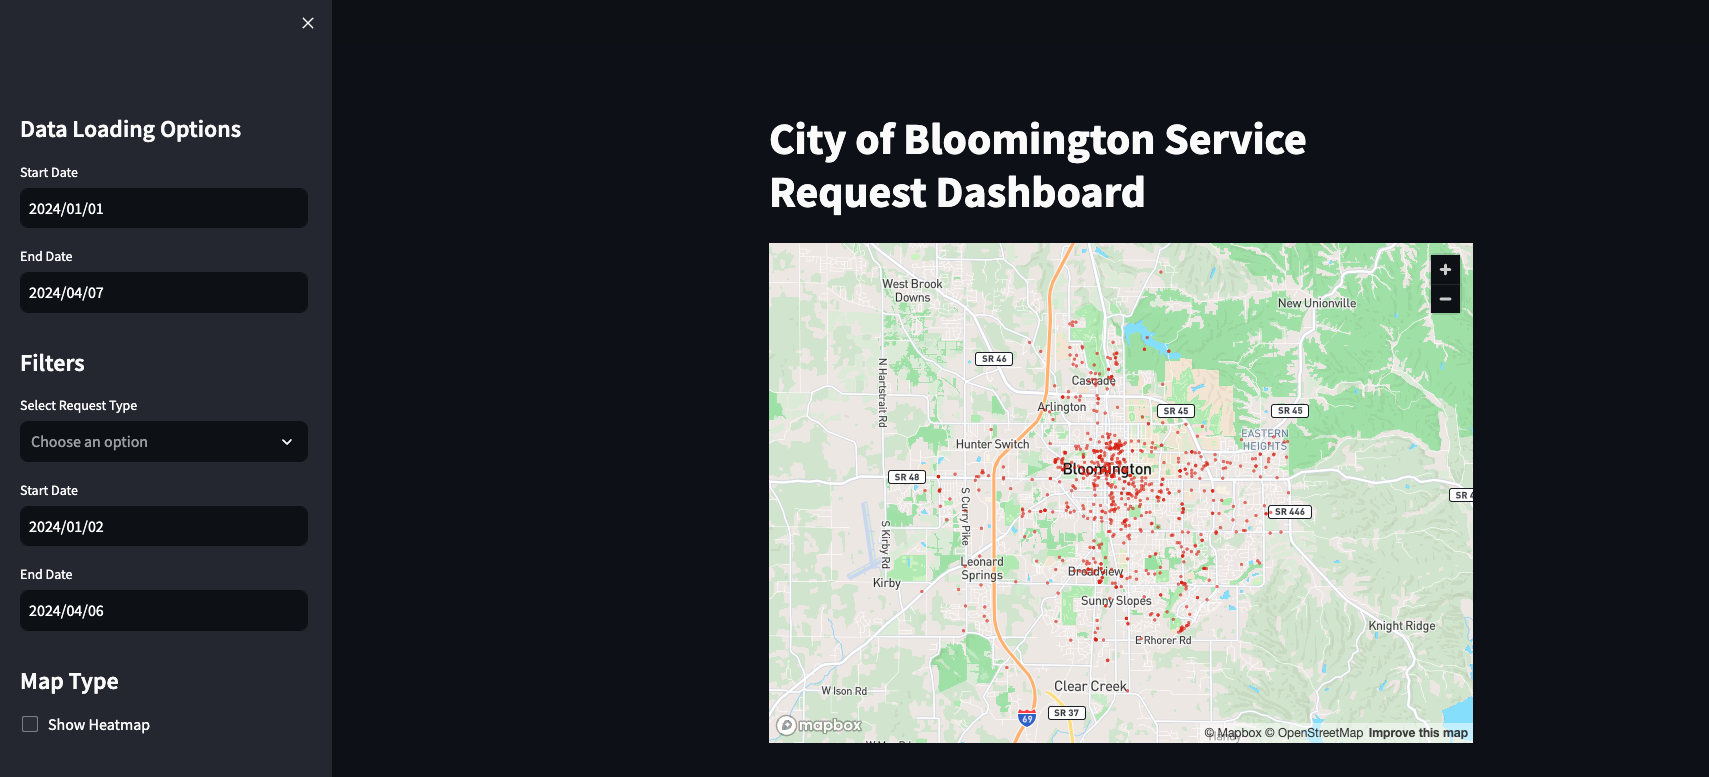 Data Loading Options
Start Date
2024/01/01
End Date
2024/04/07
Filters
Select Request Type
Choose an option
Start Date
2024/01/02
End Date
2024/04/06
Map Type
Show Heatmap
City of Bloomington Service
Request Dashboard
West Brook
Downs
New Unionville
SR 46
N Hartstrait Rd
Cascade
Arlington
SR 45
SR 45
EASTERN
HEIGHTS
Hunter Switch
Bloomington
SR 48
SR 4
S Curry Pike
SR 446
S Kirby Rd
Leonard
Springs
Kirby
Broadview
Sunny Slopes
Knight Ridge
E Rhorer Rd
Clear Creek
W Ison Rd
SR 37
69
mapbox
© Mapbox © OpenStreetMap Improve this map